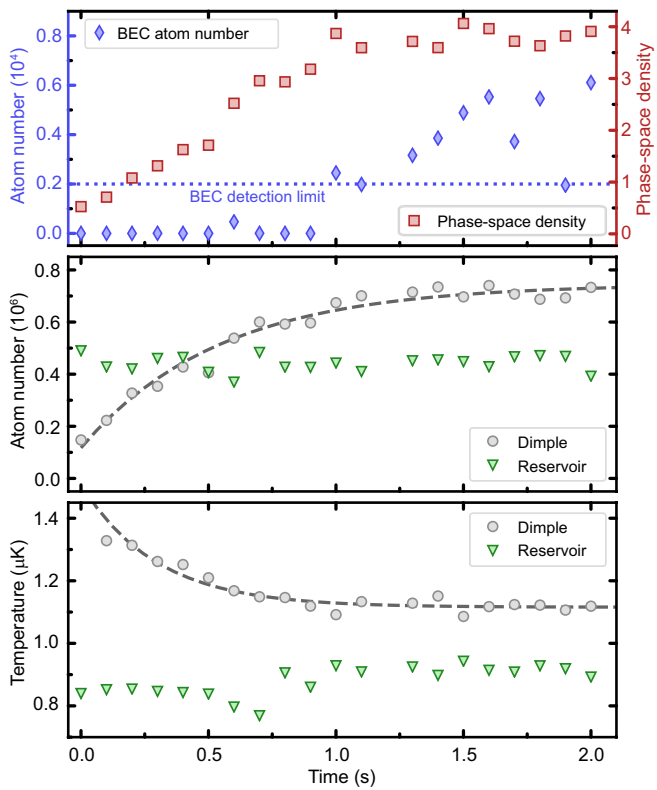 0.8
0.6
0.4
0.2
0.0
Atom number (10⁴)
BEC atom number
BEC detection limit
Phase-space density
4
3
2
1
0
Phase-space density
0.8
0.6
0.4
0.2
0.0
Atom number (10⁶)
Dimple
Reservoir
1.4
1.2
1.0
0.8
Temperature (μK)
Dimple
Reservoir
0.0 0.5 1.0 1.5 2.0
Time (s)